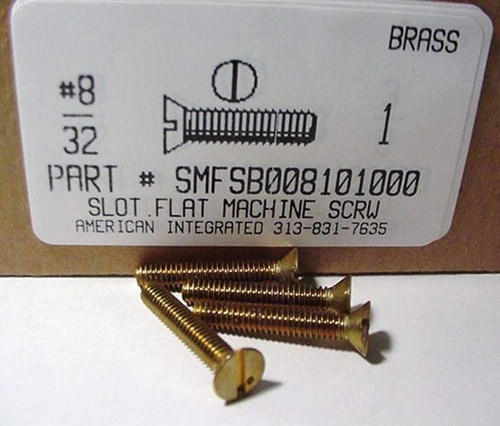 BRASS
#8
32
1
PART # SMFSB008101000
SLOT.FLAT MACHINE SCRW
AMERICAN INTEGRATED 313-831-7635